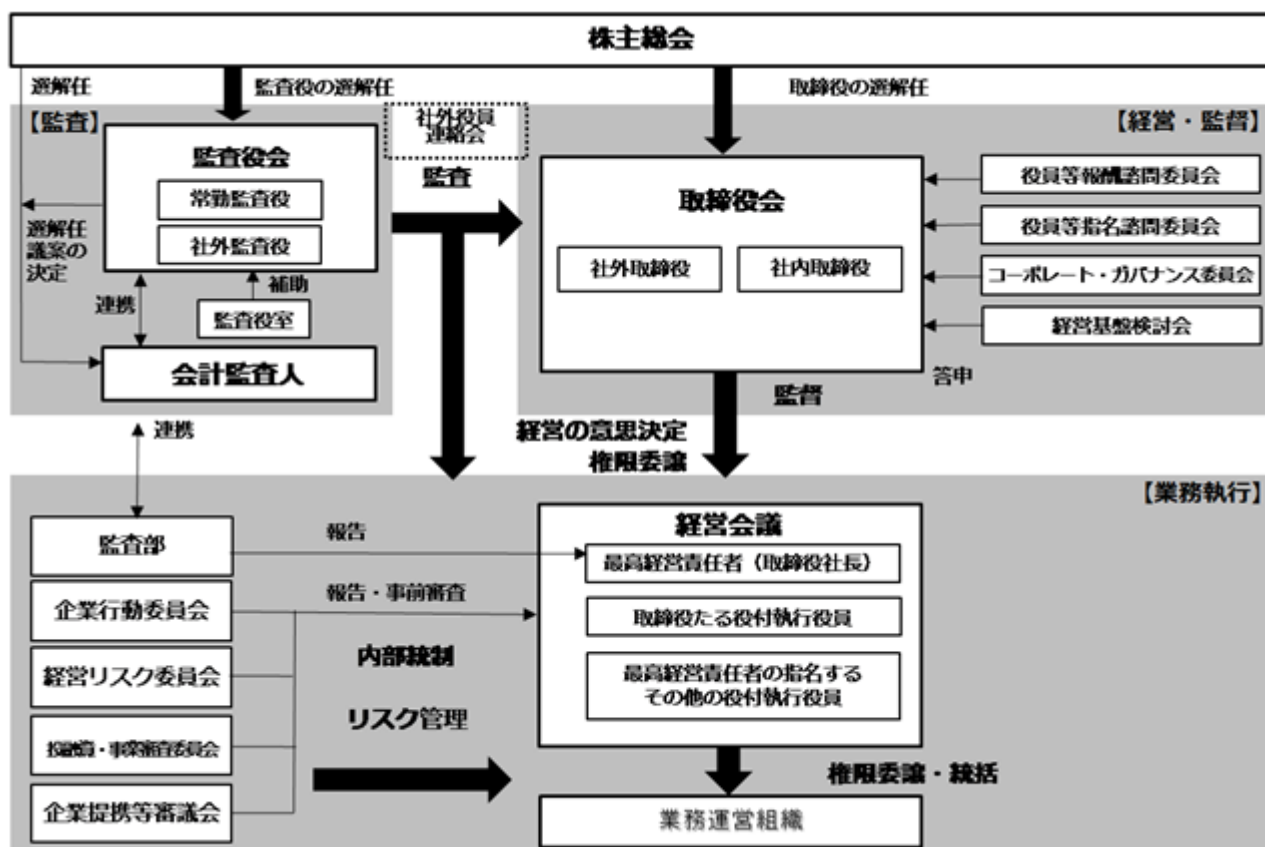 株主総会
選解任
監査役の選解任
取締役の選解任
【監査】
社外役員
連絡会
【経営・監督】
監査役会
常勤監査役
社外監査役
監査
取締役会
社外取締役
社内取締役
役員等報酬諮問委員会
役員等指名諮問委員会
コーポレート・ガバナンス委員会
経営基盤検討会
選解任
議案の
決定
連携
補助
監査役室
会計監査人
答申
監督
連携
経営の意思決定
権限委譲
【業務執行】
監査部
報告
経営会議
最高経営責任者（取締役社長）
企業行動委員会
報告・事前審査
取締役たる役付執行役員
内部統制
経営リスク委員会
最高経営責任者の指名する
その他の役付執行役員
リスク管理
投融資・事業審査委員会
権限委譲・統括
企業提携等審議会
業務運営組織